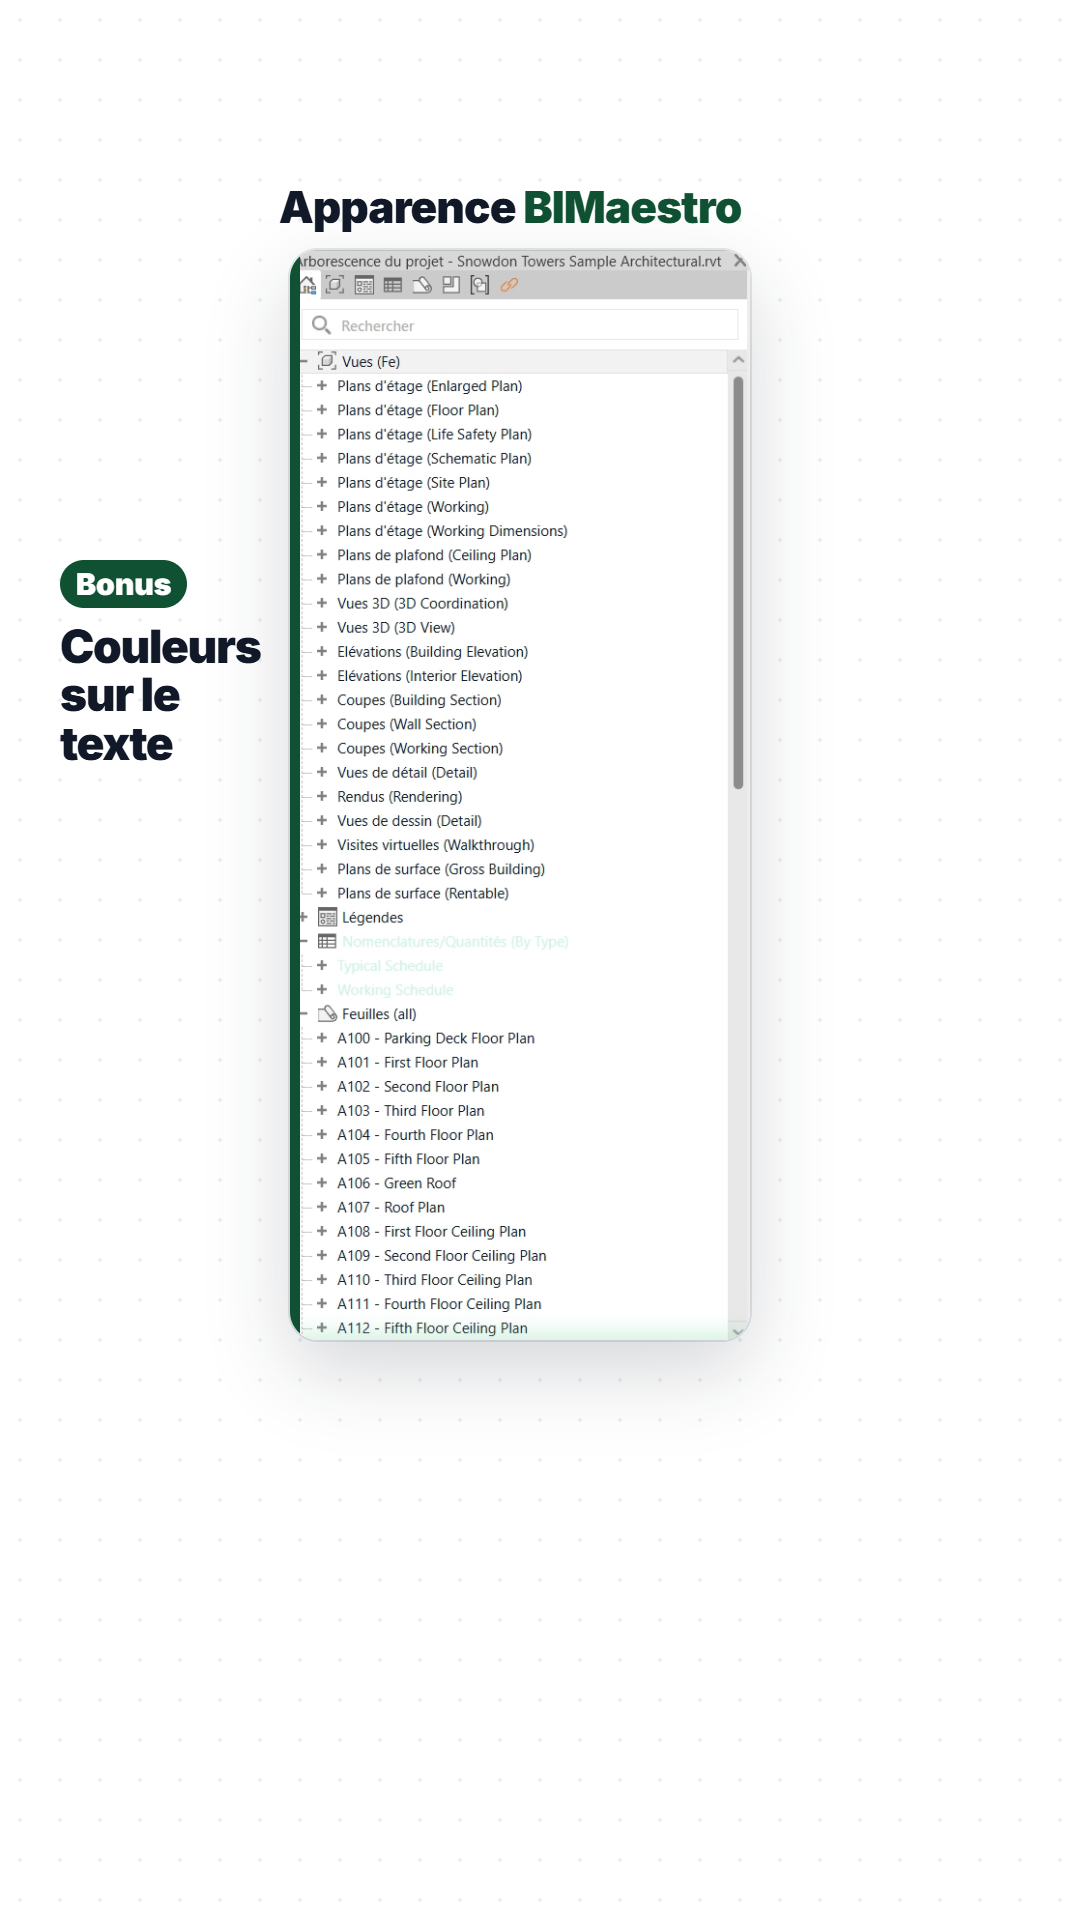 Apparence BIMaestro
Arborescence du projet - Snowdon Towers Sample Architectural.rvt
Rechercher
Vues (Fe)
Plans d'étage (Enlarged Plan)
Plans d'étage (Floor Plan)
Plans d'étage (Life Safety Plan)
Plans d'étage (Schematic Plan)
Plans d'étage (Site Plan)
Plans d'étage (Working)
Plans d'étage (Working Dimensions)
Plans de plafond (Ceiling Plan)
Plans de plafond (Working)
Vues 3D (3D Coordination)
Vues 3D (3D View)
Elévations (Building Elevation)
Elévations (Interior Elevation)
Coupes (Building Section)
Coupes (Wall Section)
Coupes (Working Section)
Vues de détail (Detail)
Rendus (Rendering)
Vues de dessin (Detail)
Visites virtuelles (Walkthrough)
Plans de surface (Gross Building)
Plans de surface (Rentable)
Légendes
Nomenclatures/Quantités (By Type)
Typical Schedule
Working Schedule
Feuilles (all)
A100 - Parking Deck Floor Plan
A101 - First Floor Plan
A102 - Second Floor Plan
A103 - Third Floor Plan
A104 - Fourth Floor Plan
A105 - Fifth Floor Plan
A106 - Green Roof
A107 - Roof Plan
A108 - First Floor Ceiling Plan
A109 - Second Floor Ceiling Plan
A110 - Third Floor Ceiling Plan
A111 - Fourth Floor Ceiling Plan
A112 - Fifth Floor Ceiling Plan
Bonus
Couleurs
sur le
texte